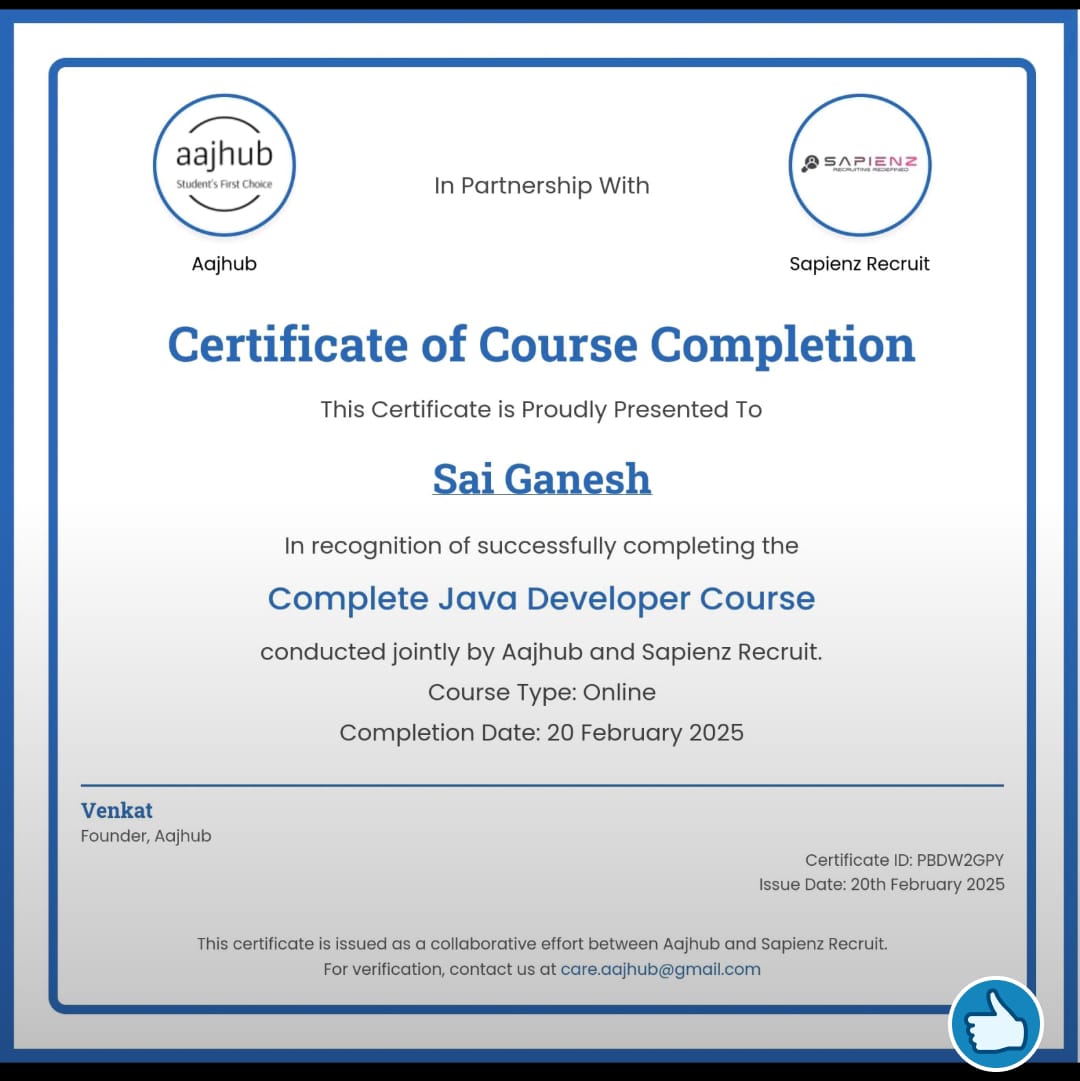 aajhub
Student's First Choice
Aajhub
In Partnership With
SAPIENZ
RECRUITING REDEFINED
Sapienz Recruit
Certificate of Course Completion
This Certificate is Proudly Presented To
Sai Ganesh
In recognition of successfully completing the
Complete Java Developer Course
conducted jointly by Aajhub and Sapienz Recruit.
Course Type: Online
Completion Date: 20 February 2025
Venkat
Founder, Aajhub
Certificate ID: PBDW2GPY
Issue Date: 20th February 2025
This certificate is issued as a collaborative effort between Aajhub and Sapienz Recruit.
For verification, contact us at care.aajhub@gmail.com